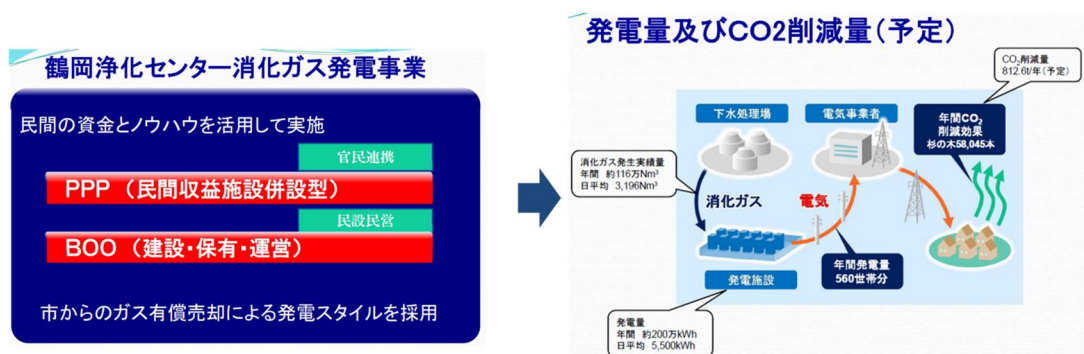 鶴岡浄化センター消化ガス発電事業
民間の資金とノウハウを活用して実施
官民連携
PPP （民間収益施設併設型）
民設民営
BOO （建設・保有・運営）
市からのガス有償売却による発電スタイルを採用
発電量及びCO2削減量（予定）
CO₂削減量
812.6t/年（予定）
下水処理場
電気事業者
年間CO₂
削減効果
杉の木58,045本
消化ガス発生実績量
年間 約116万Nm³
日平均 3,196Nm³
消化ガス
電気
発電施設
年間発電量
560世帯分
発電量
年間 約200万kWh
日平均 5,500kWh